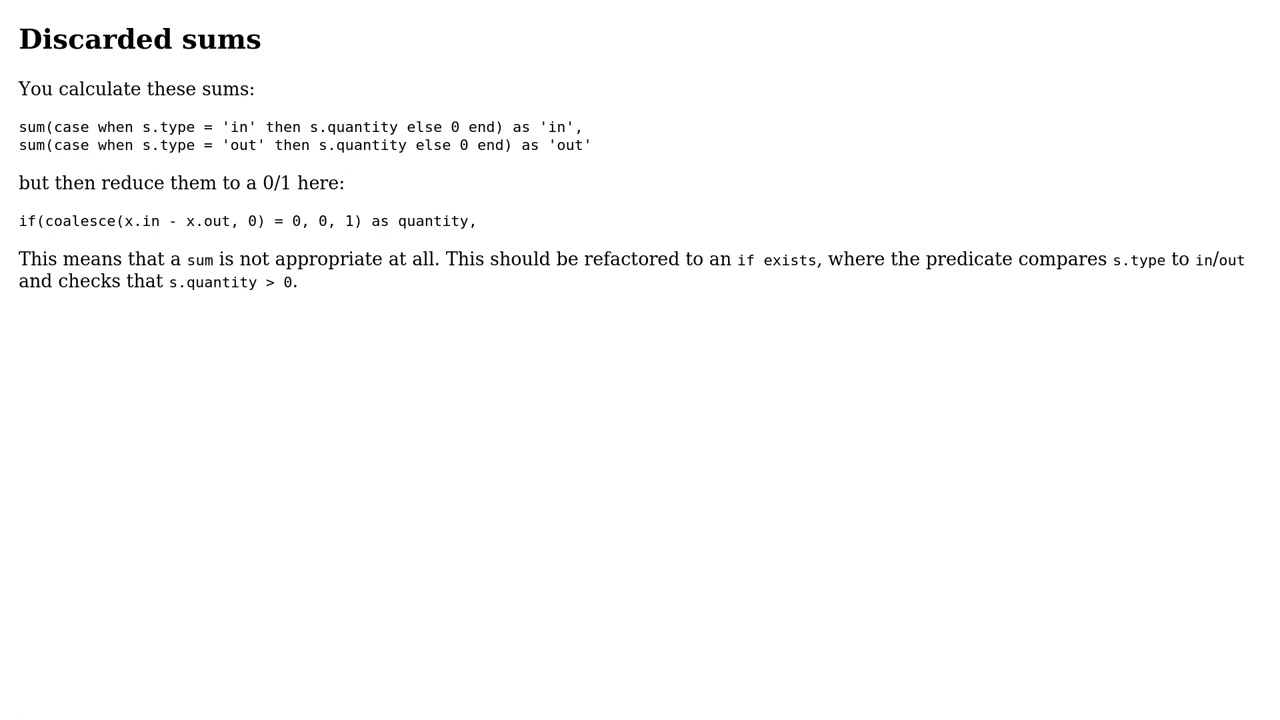 Discarded sums
You calculate these sums:
sum(case when s.type = 'in' then s.quantity else 0 end) as 'in',
sum(case when s.type = 'out' then s.quantity else 0 end) as 'out'
but then reduce them to a 0/1 here:
if(coalesce(x.in - x.out, 0) = 0, 0, 1) as quantity,
This means that a sum is not appropriate at all. This should be refactored to an if exists, where the predicate compares s.type to in/out
and checks that s.quantity > 0.